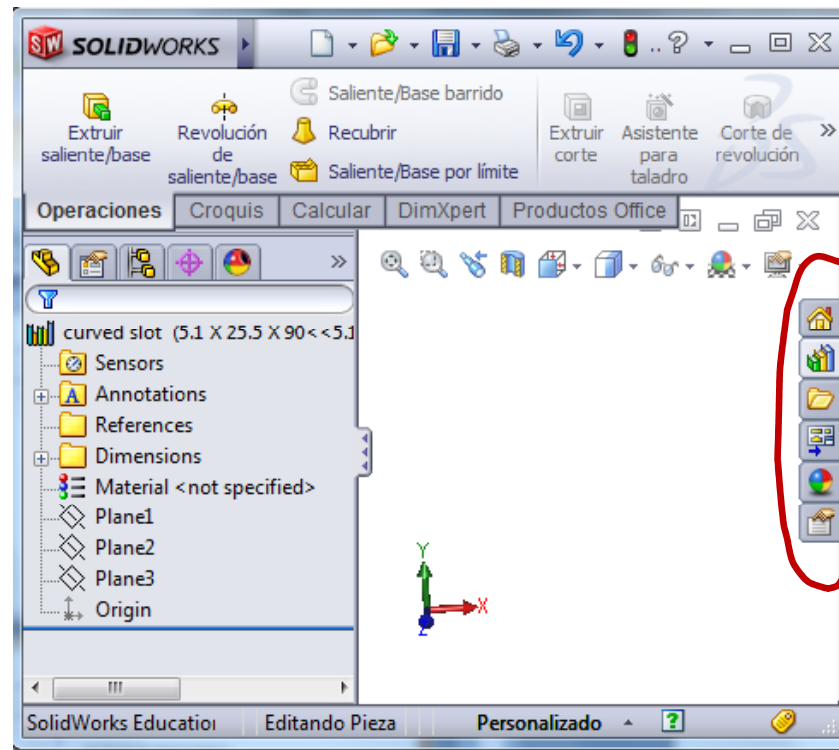 SW SOLIDWORKS
Extruir saliente/base
Revolución de saliente/base
Saliente/Base barrido
Recubrir
Saliente/Base por límite
Extruir corte
Asistente para taladro
Corte de revolución
Operaciones Croquis Calcular DimXpert Productos Office
curved slot (5.1 X 25.5 X 90<<5.1
Sensors
A Annotations
References
Dimensions
Material <not specified>
Plane1
Plane2
Plane3
Origin
Y
X
Z
SolidWorks Education Editando Pieza Personalizado ?